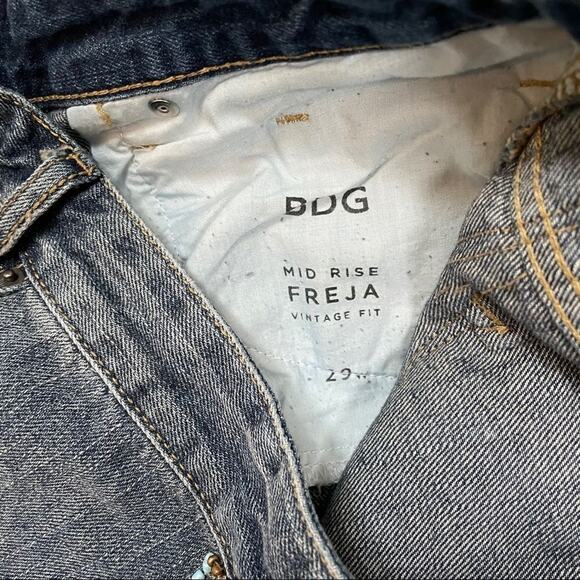 BDG
MID RISE
FREJA
VINTAGE FIT